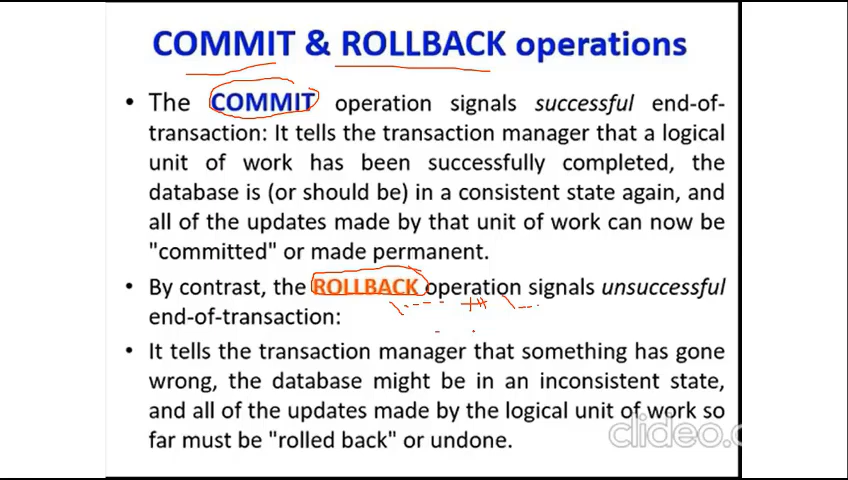 COMMIT & ROLLBACK operations
• The COMMIT operation signals successful end-of-
transaction: It tells the transaction manager that a logical
unit of work has been successfully completed, the
database is (or should be) in a consistent state again, and
all of the updates made by that unit of work can now be
"committed" or made permanent.
• By contrast, the ROLLBACK operation signals unsuccessful
end-of-transaction:
• It tells the transaction manager that something has gone
wrong, the database might be in an inconsistent state,
and all of the updates made by the logical unit of work so
far must be "rolled back" or undone.
clideo.c